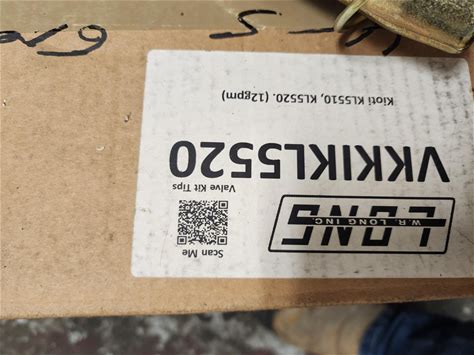 LONG
W.R. LONG INC.
Scan Me
Valve Kit Tips
VKKIKL5520
Kioti KL5510, KL5520. (12gpm)